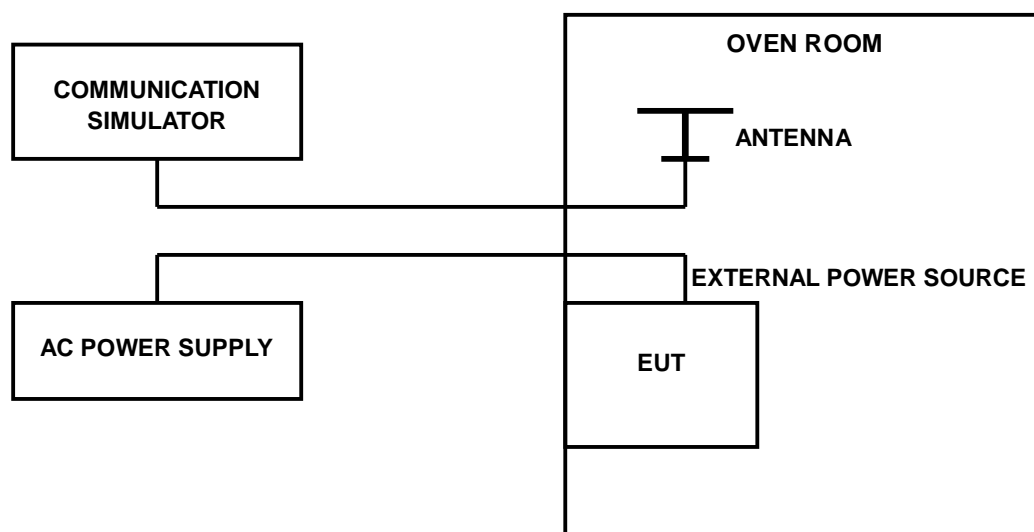 OVEN ROOM
COMMUNICATION
SIMULATOR
ANTENNA
EXTERNAL POWER SOURCE
AC POWER SUPPLY
EUT